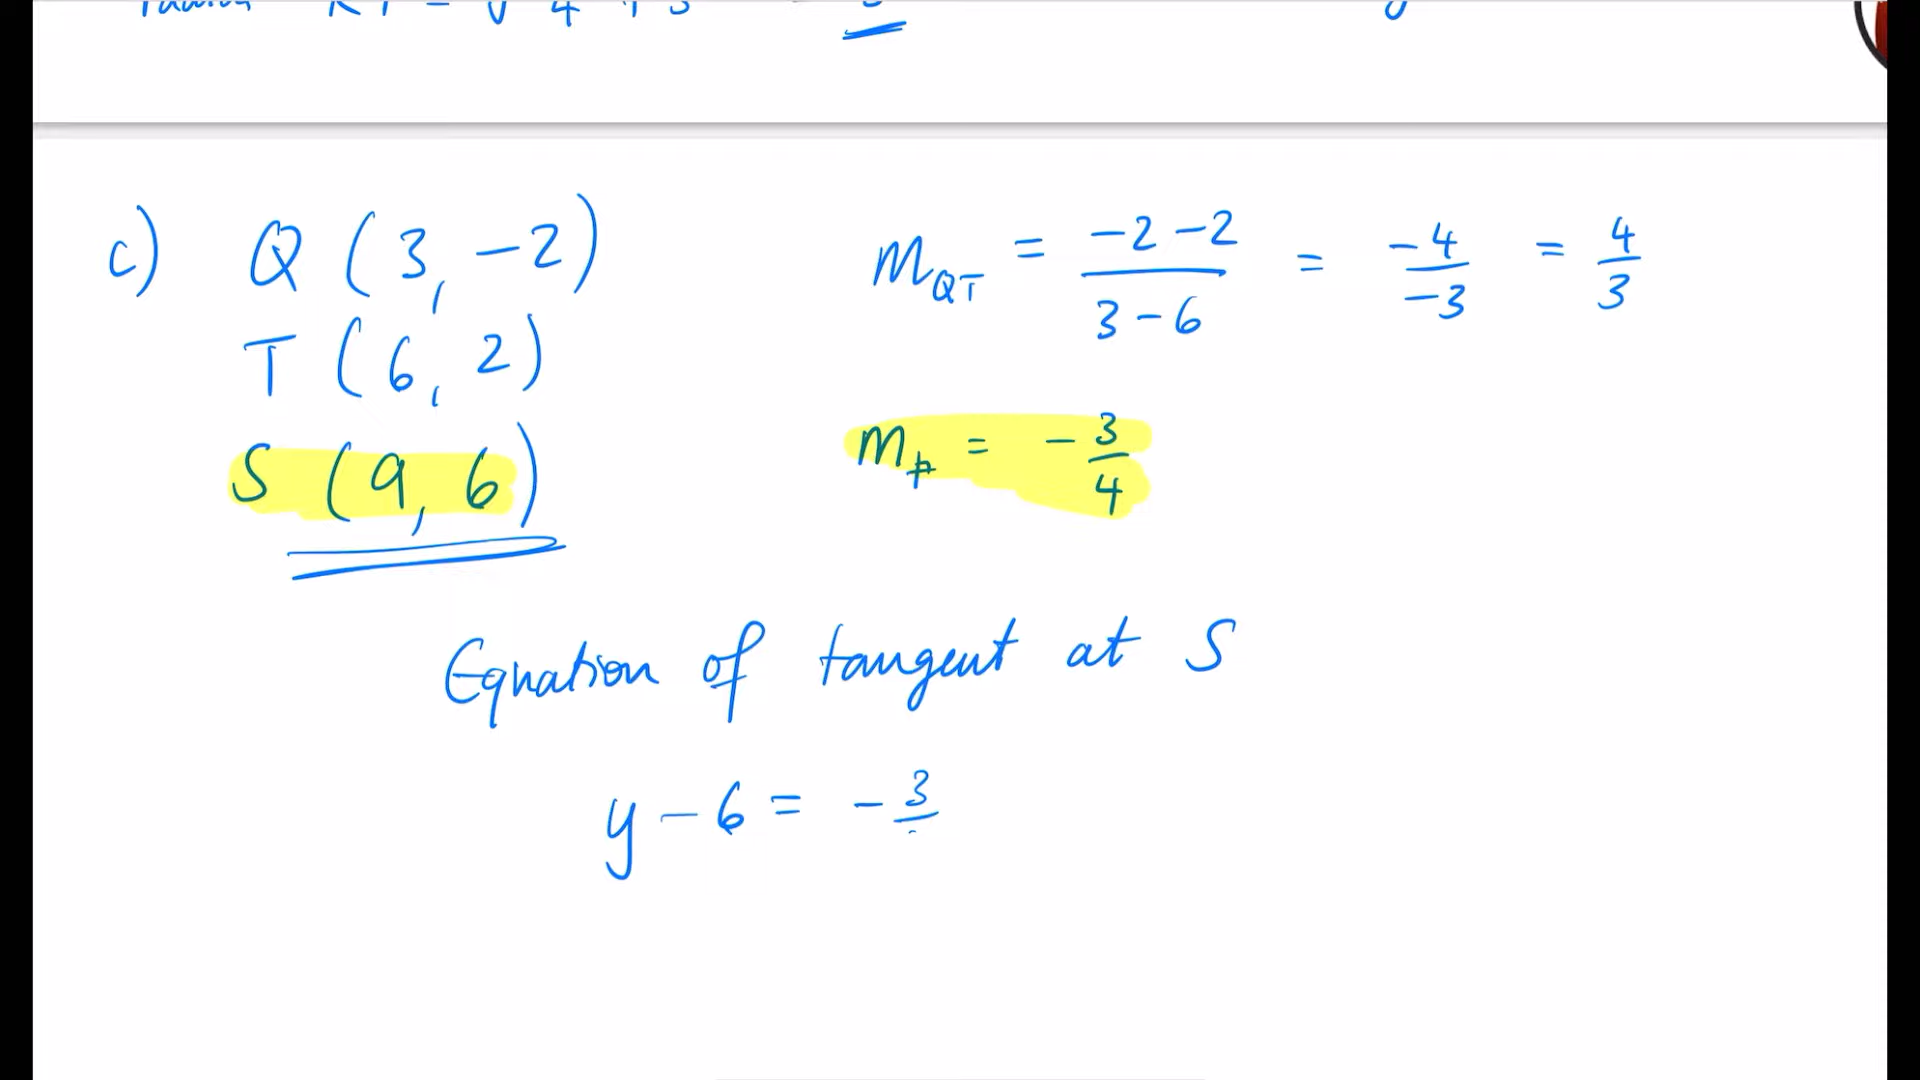 c) Q (3, -2)
m_QT = (-2-2)/(3-6) = (-4)/(-3) = 4/3
T (6, 2)
S (9, 6)
m = - 3/4
Equation of tangent at S
y - 6 = - 3